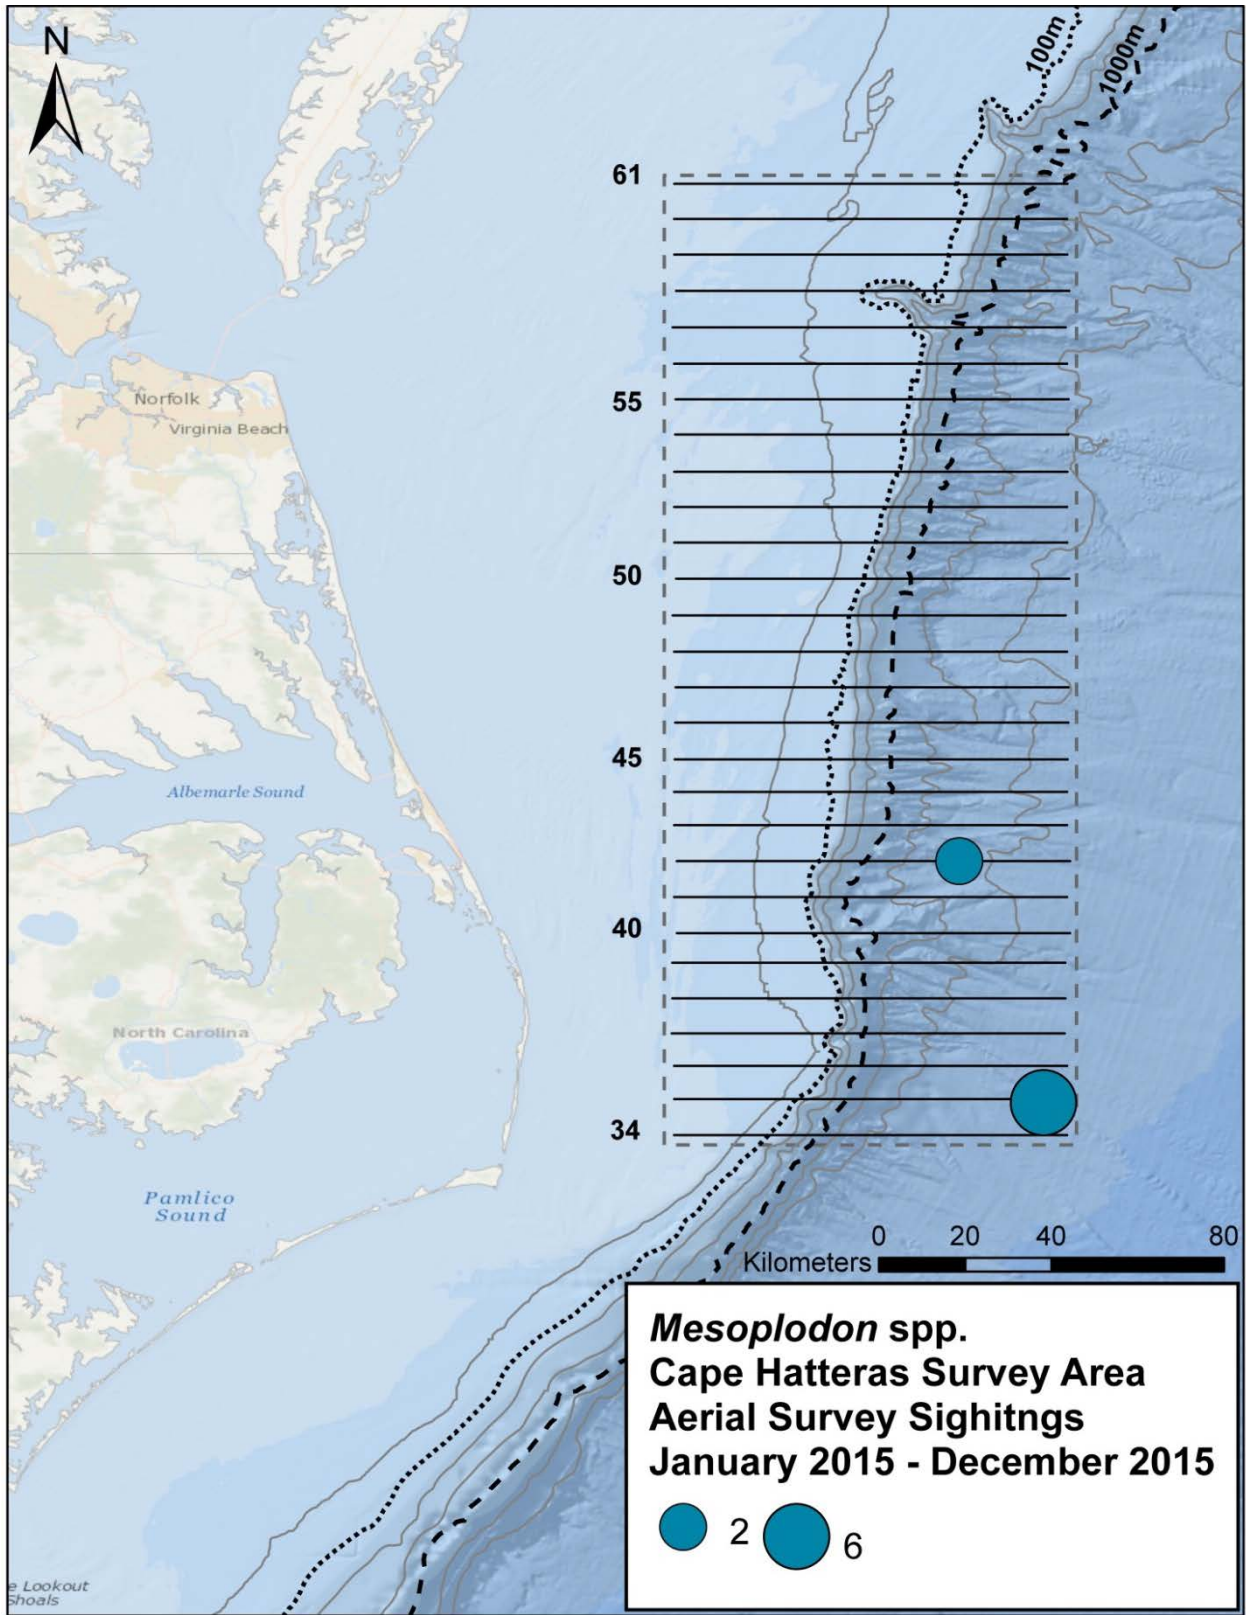 N
100m
1000m
61
Norfolk
Virginia Beach
55
50
45
Albemarle Sound
40
North Carolina
34
Pamlico
Sound
0 20 40 80
Kilometers
Mesoplodon spp.
Cape Hatteras Survey Area
Aerial Survey Sighitngs
January 2015 - December 2015
2 6
e Lookout
Shoals